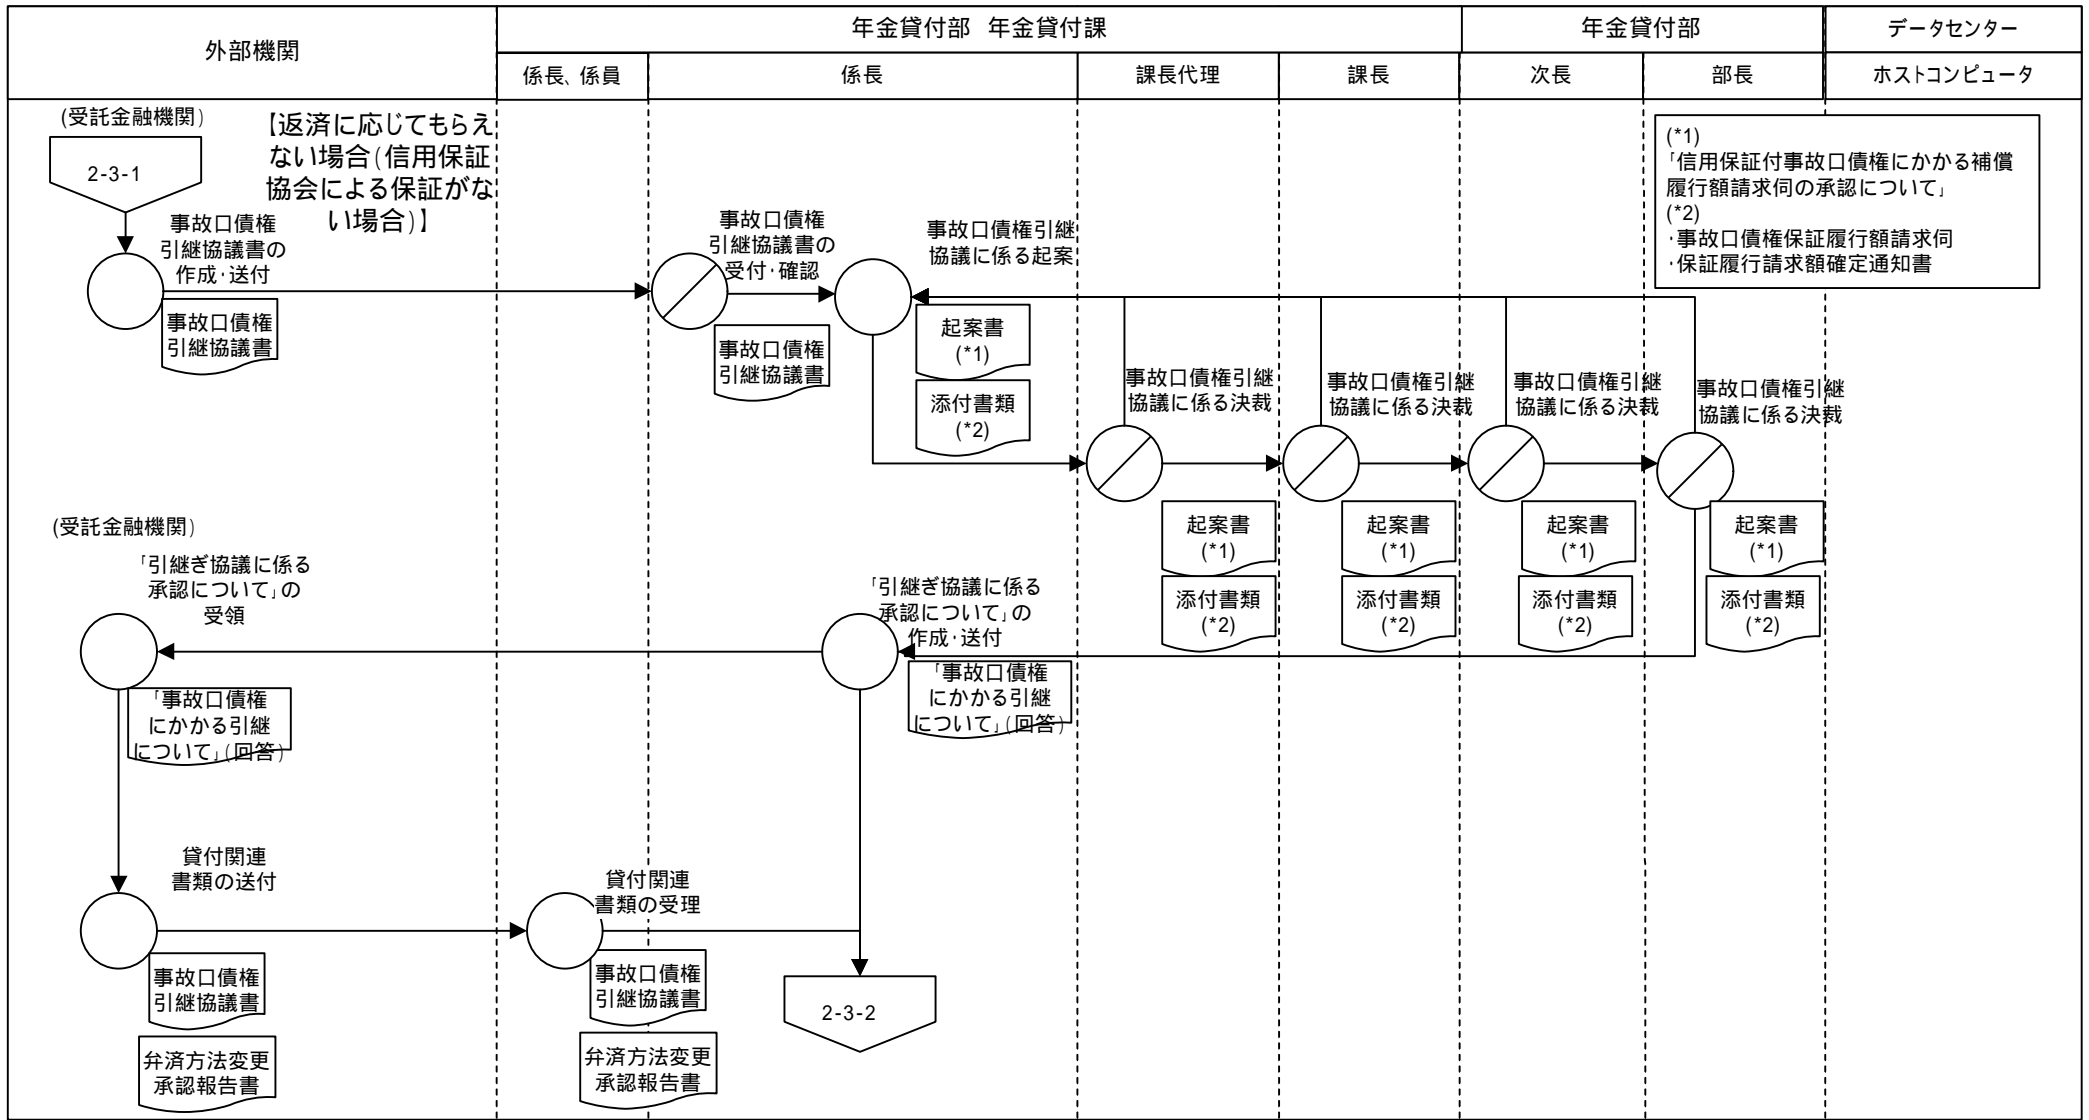 外部機関
年金貸付部 年金貸付課
年金貸付部
データセンター
係長、係員
係長
課長代理
課長
次長
部長
ホストコンピュータ
(受託金融機関)
2-3-1
【返済に応じてもらえ
ない場合(信用保証
協会による保証がな
い場合)】
事故口債権
引継協議書の
作成・送付
事故口債権
引継協議書
事故口債権
引継協議書の
受付・確認
事故口債権
引継協議書
事故口債権引継
協議に係る起案
起案書
(*1)
添付書類
(*2)
(*1)
「信用保証付事故口債権にかかる補償
履行額請求伺の承認について」
(*2)
・事故口債権保証履行額請求伺
・保証履行請求額確定通知書
事故口債権引継
協議に係る決裁
事故口債権引継
協議に係る決裁
事故口債権引継
協議に係る決裁
事故口債権引継
協議に係る決裁
起案書
(*1)
添付書類
(*2)
起案書
(*1)
添付書類
(*2)
起案書
(*1)
添付書類
(*2)
起案書
(*1)
添付書類
(*2)
(受託金融機関)
「引継ぎ協議に係る
承認について」の
受領
「事故口債権
にかかる引継
について」(回答)
「引継ぎ協議に係る
承認について」の
作成・送付
「事故口債権
にかかる引継
について」(回答)
貸付関連
書類の送付
事故口債権
引継協議書
弁済方法変更
承認報告書
貸付関連
書類の受理
事故口債権
引継協議書
弁済方法変更
承認報告書
2-3-2